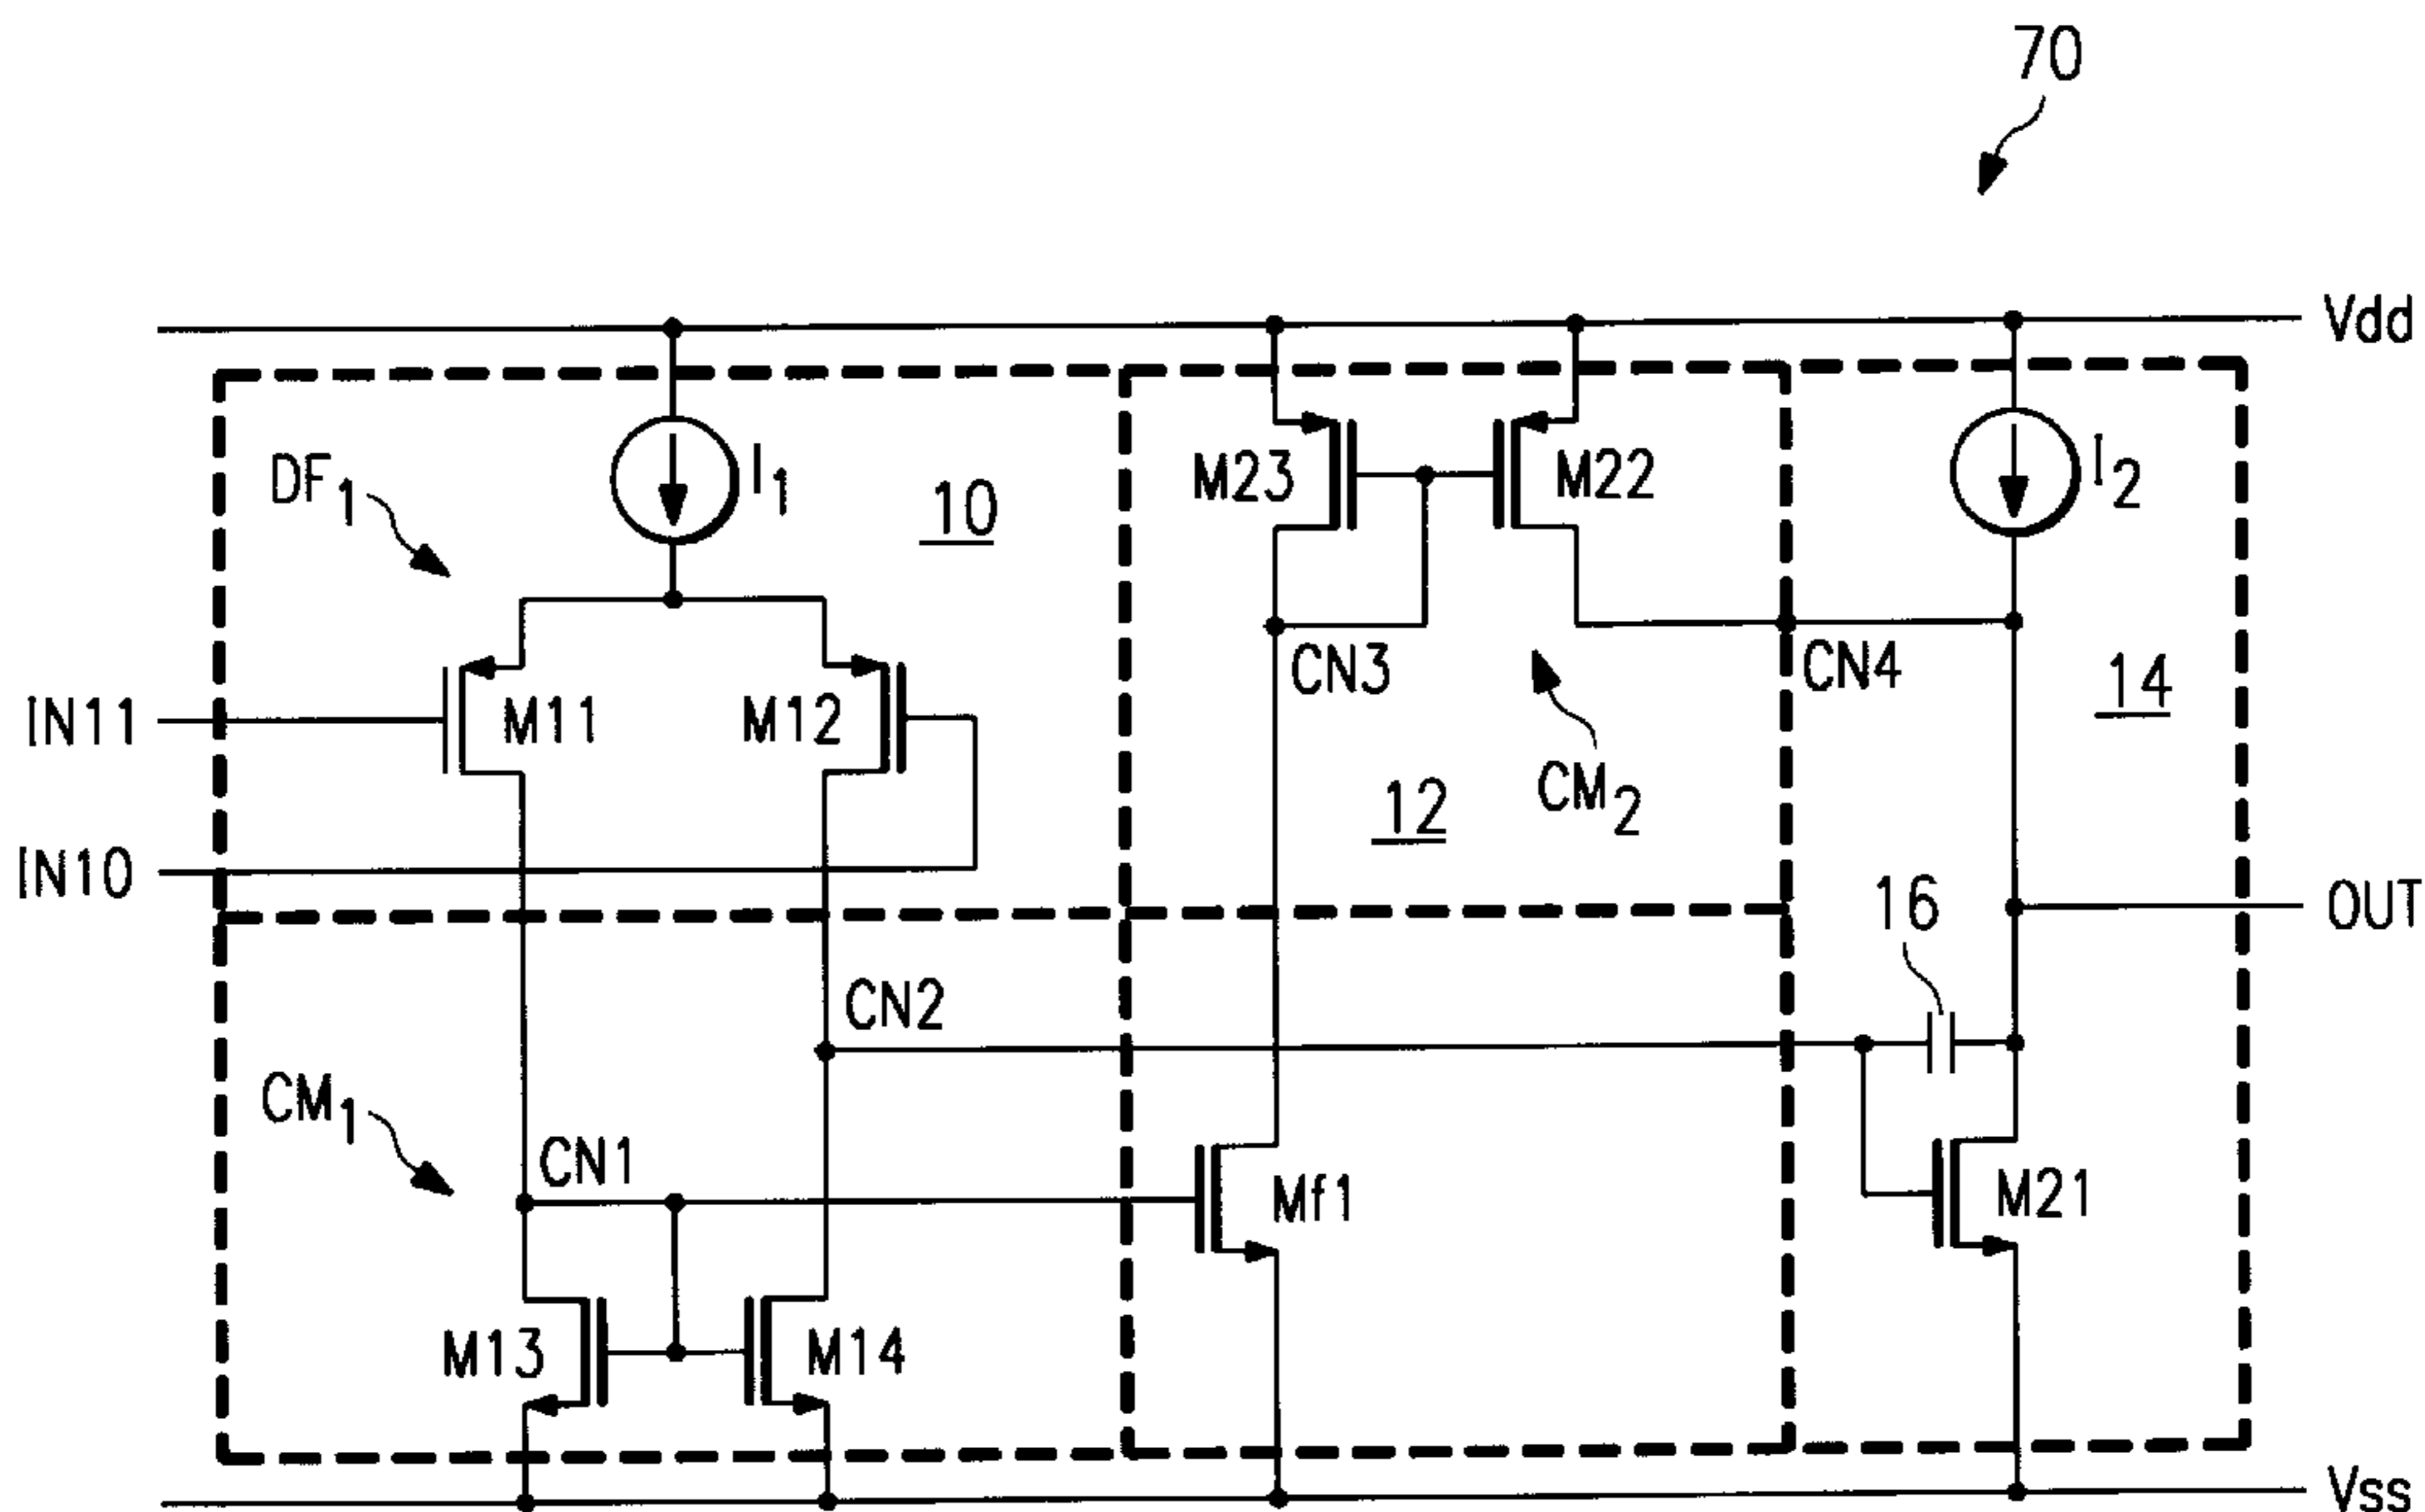 70
Vdd
DF1
I1
10
M23
M22
I2
CN3
CN4
14
IN11
M11
M12
12
CM2
IN10
16
OUT
CN2
CM1
CN1
Mf1
M21
M13
M14
Vss